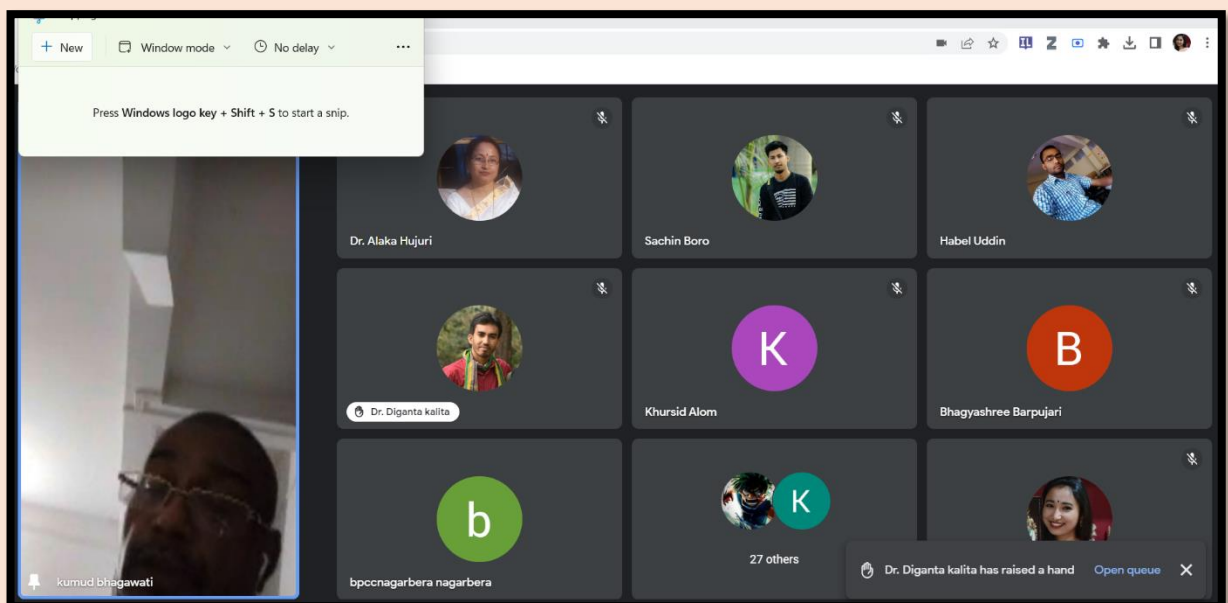 + New Window mode No delay ...
Press Windows logo key + Shift + S to start a snip.
Dr. Alaka Hujuri
Sachin Boro
Habel Uddin
Dr. Diganta kalita
K
Khursid Alom
B
Bhagyashree Barpujari
kumud bhagawati
b
bpccnagarbera nagarbera
K
27 others
Dr. Diganta kalita has raised a hand Open queue